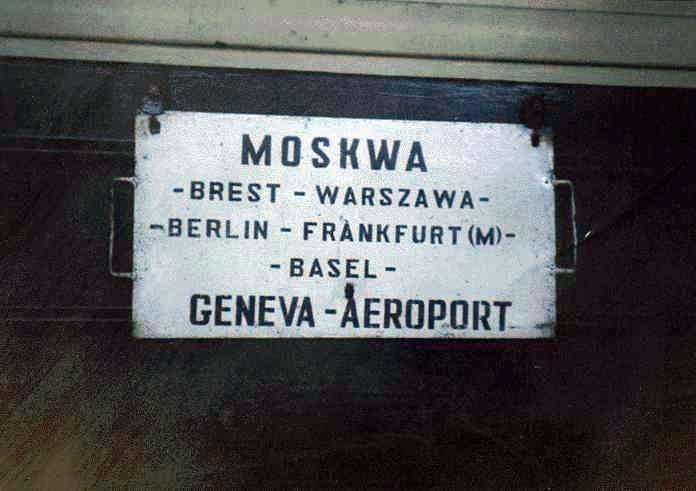 MOSKWA
-BREST - WARSZAWA-
-BERLIN - FRANKFURT (M)-
- BASEL -
GENEVA - AEROPORT